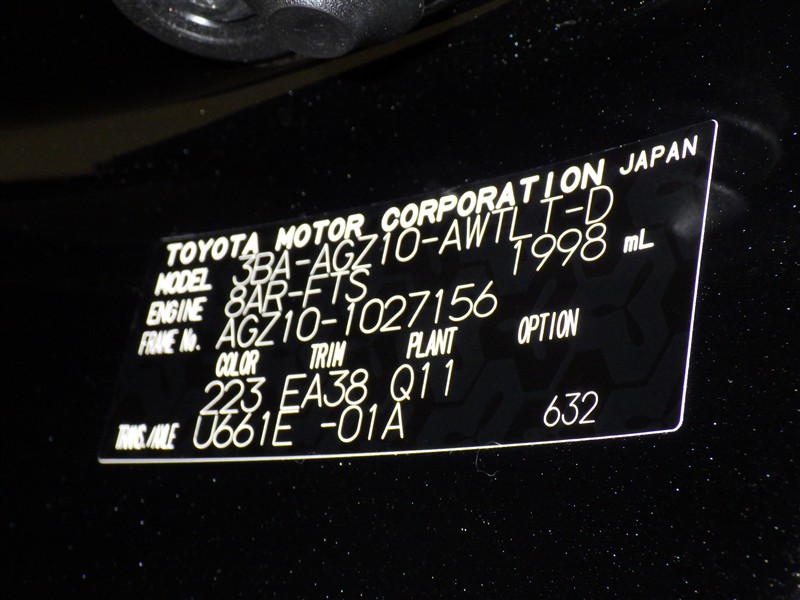 TOYOTA MOTOR CORPORATION JAPAN
MODEL 3BA-AGZ10-AWTLT-D
ENGINE 8AR-FTS 1998 mL
FRAME No. AGZ10-1027156
COLOR TRIM PLANT OPTION
223 EA38 Q11
TRANS./AXLE U661E -01A 632